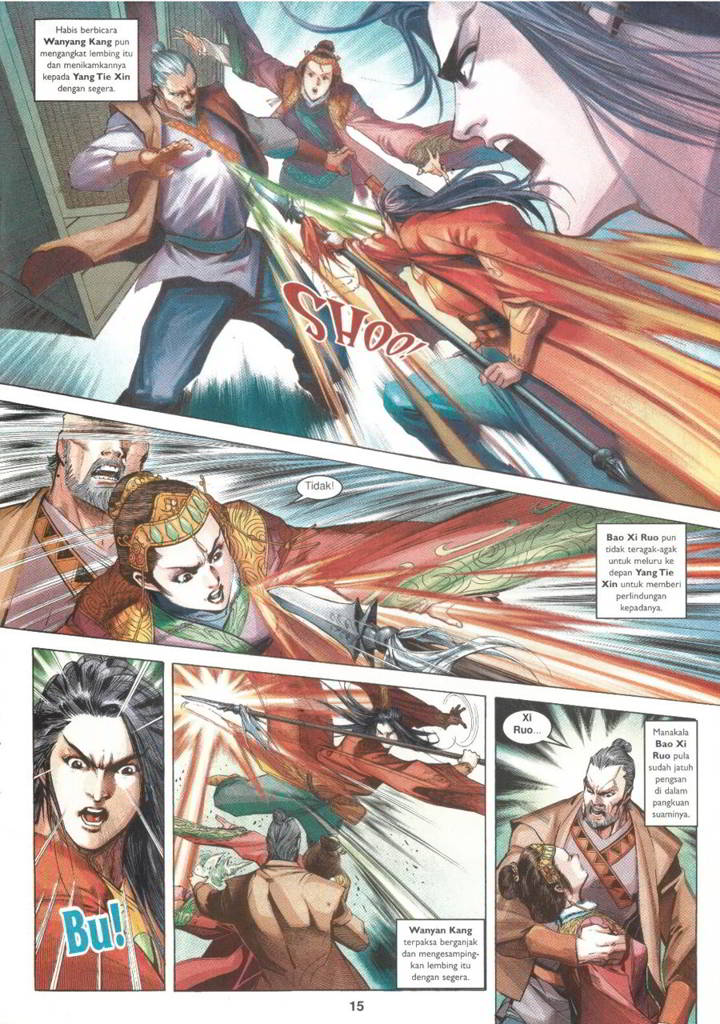 Habis berbicara
Wanyang Kang pun
mengangkat lembing itu
dan menikamkannya
kepada Yang Tie Xin
dengan segera.
SHOO!
Tidak!
Bao Xi Ruo pun
tidak teragak-agak
untuk meluru ke
depan Yang Tie
Xin untuk memberi
perlindungan
kepadanya.
Bu!
Wanyan Kang
terpaksa berganjak
dan mengesamping-
kan lembing itu
dengan segera.
Xi
Ruo...
Manakala
Bao Xi
Ruo pula
sudah jatuh
pengsan
di dalam
pangkuan
suaminya.
15